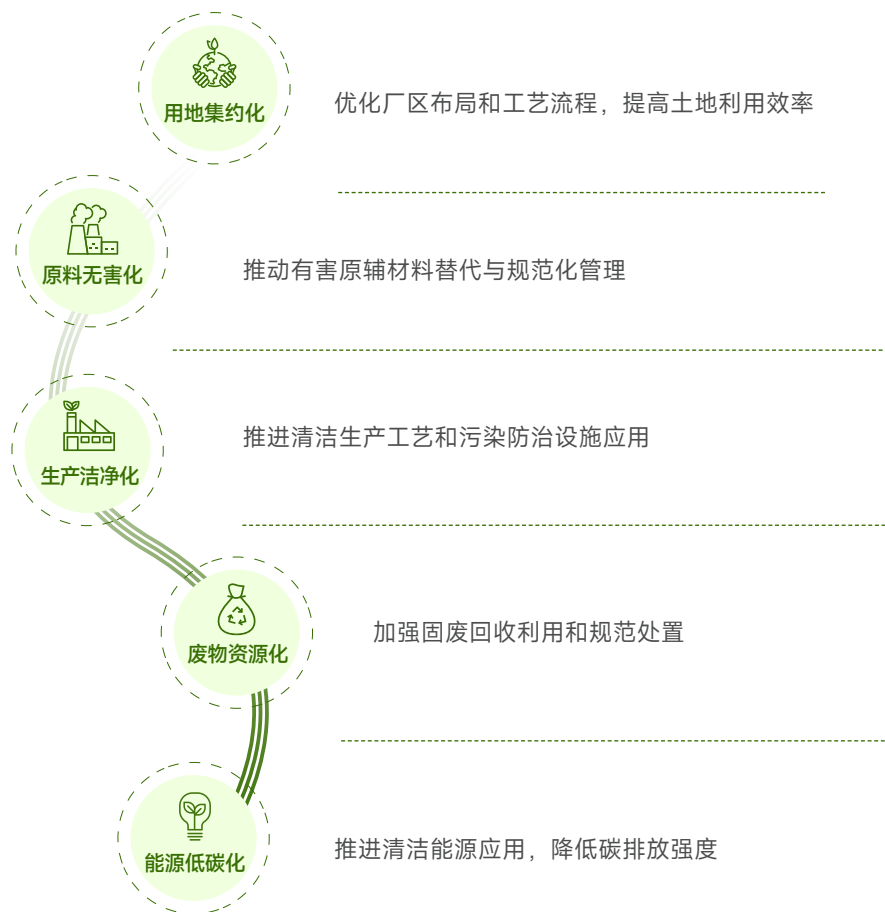 用地集约化
优化厂区布局和工艺流程，提高土地利用效率
原料无害化
推动有害原辅材料替代与规范化管理
生产洁净化
推进清洁生产工艺和污染防治设施应用
废物资源化
加强固废回收利用和规范处置
能源低碳化
推进清洁能源应用，降低碳排放强度